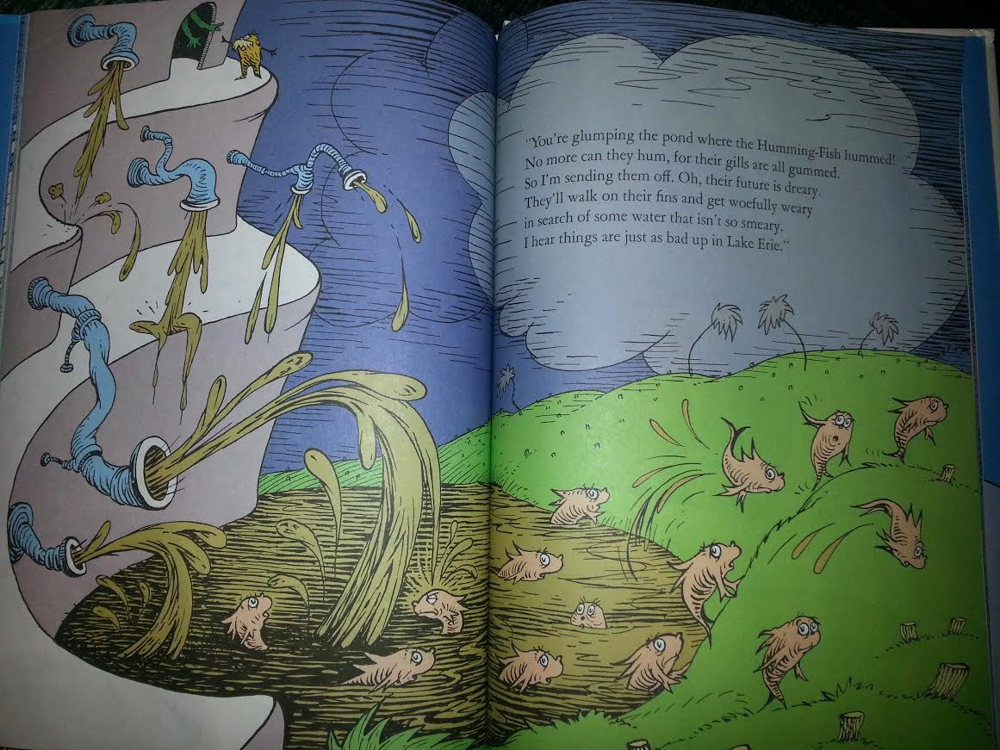 "You're glumping the pond where the Humming-Fish hummed!
No more can they hum, for their gills are all gummed.
So I'm sending them off. Oh, their future is dreary.
They'll walk on their fins and get woefully weary
in search of some water that isn't so smeary.
I hear things are just as bad up in Lake Erie."